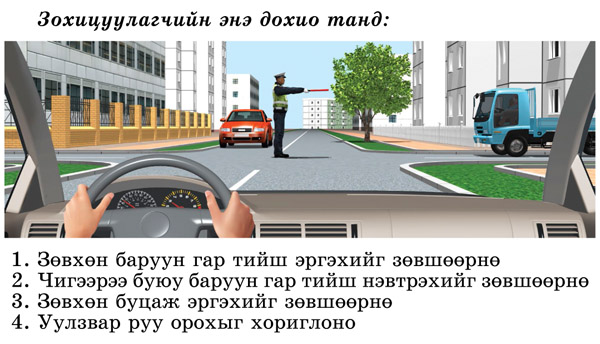 Зохицуулагчийн энэ дохио танд:
1. Зөвхөн баруун гар тийш эргэхийг зөвшөөрнө
2. Чигээрээ буюу баруун гар тийш нэвтрэхийг зөвшөөрнө
3. Зөвхөн буцаж эргэхийг зөвшөөрнө
4. Уулзвар руу орохыг хориглоно